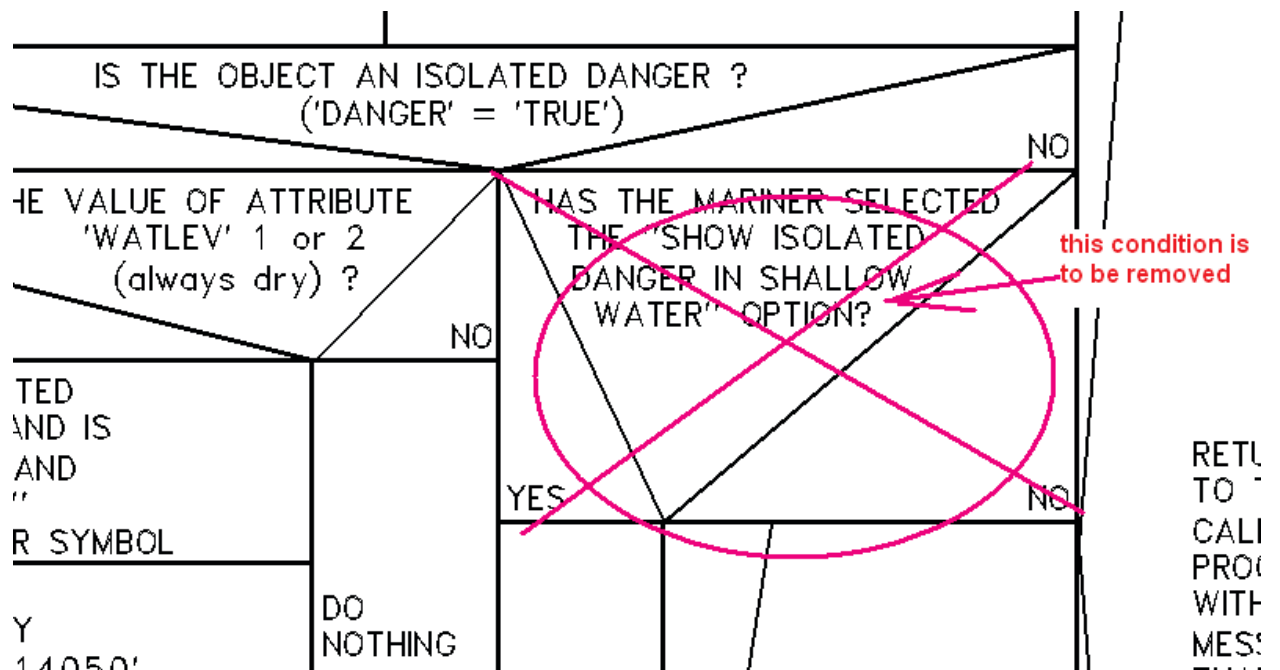 IS THE OBJECT AN ISOLATED DANGER ?
('DANGER' = 'TRUE')
NO
HE VALUE OF ATTRIBUTE
'WATLEV' 1 or 2
(always dry) ?
NO
HAS THE MARINER SELECTED
THE "SHOW ISOLATED
DANGER IN SHALLOW
WATER" OPTION?
YES
NO
this condition is
to be removed
TED
AND IS
AND
"
R SYMBOL
Y
14050'
DO
NOTHING
RETU
TO T
CALL
PROC
WITH
MESS